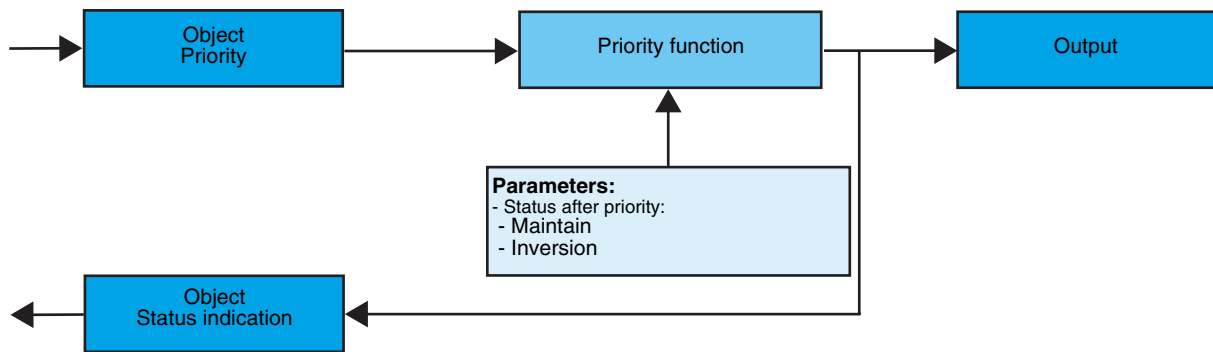 Object
Priority
Priority function
Output
Parameters:
- Status after priority:
- Maintain
- Inversion
Object
Status indication